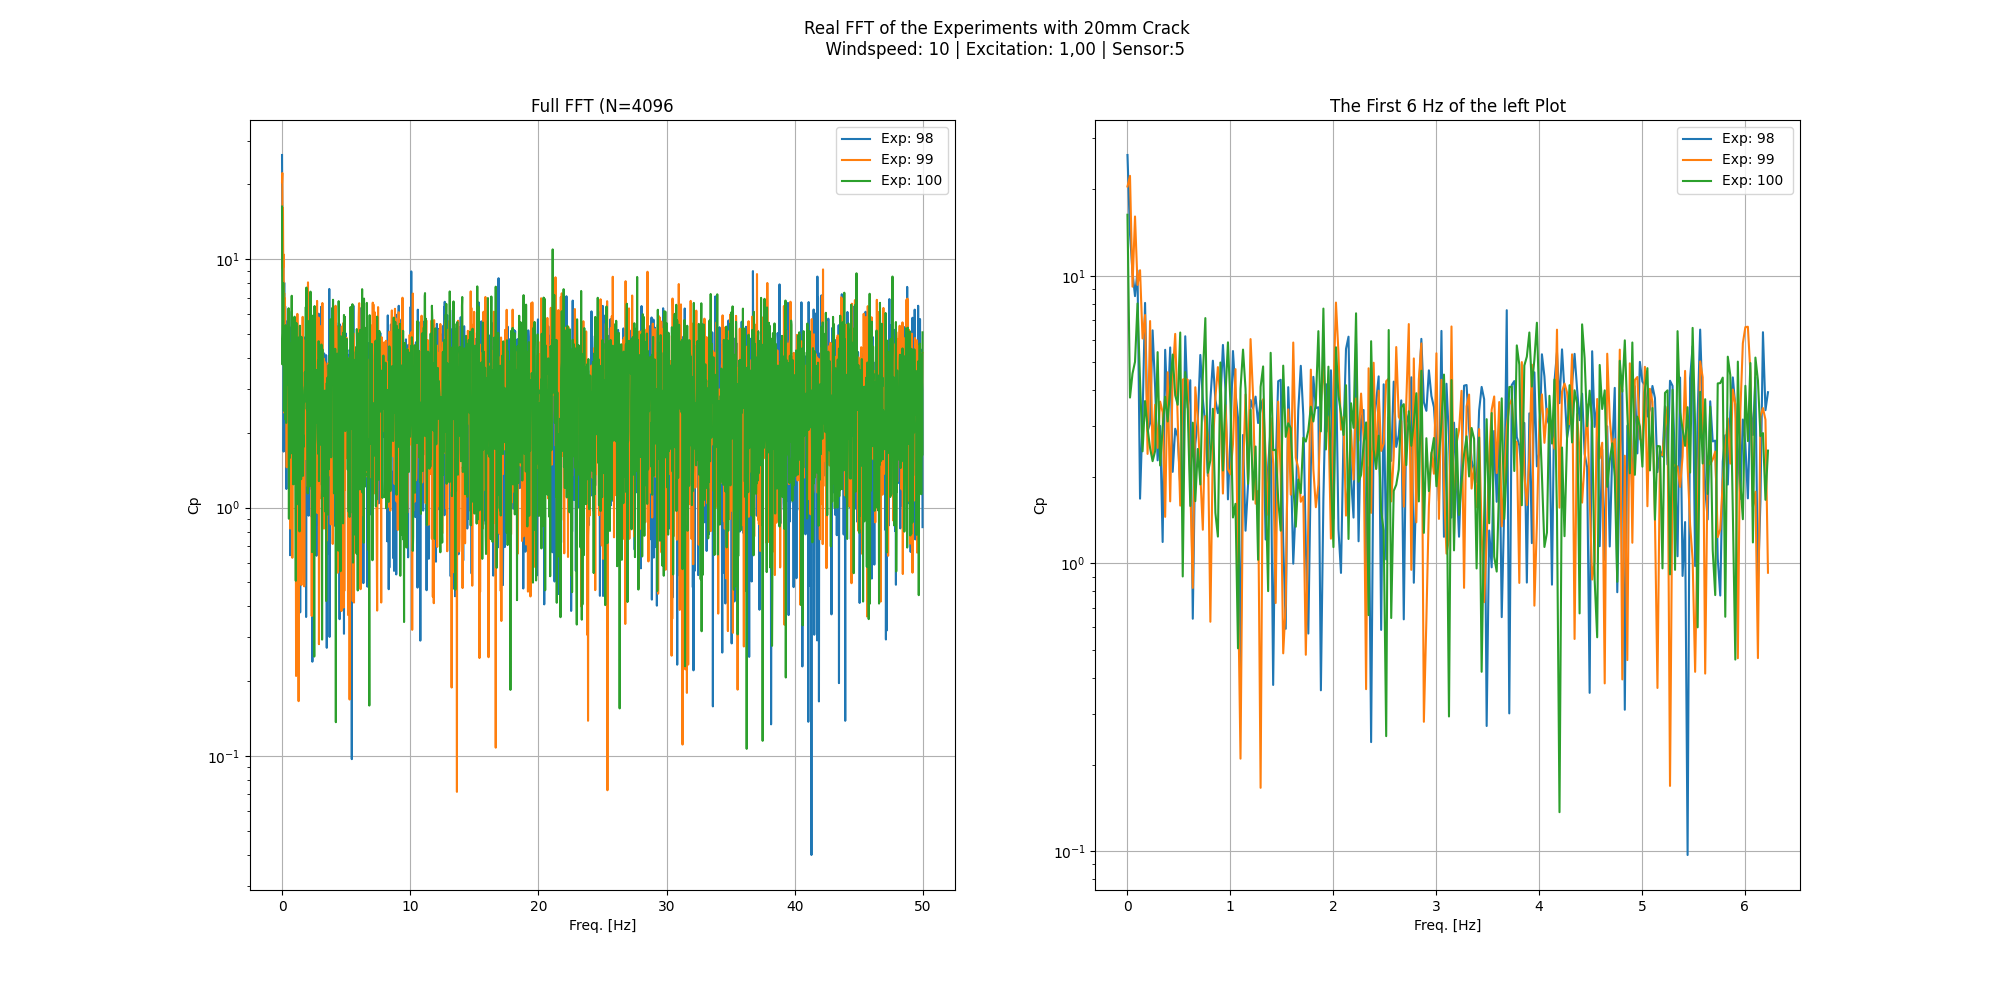 Real FFT of the Experiments with 20mm Crack
Windspeed: 10 | Excitation: 1,00 | Sensor:5
Full FFT (N=4096
Exp: 98
Exp: 99
Exp: 100
10¹
10⁰
10⁻¹
Cp
0 10 20 30 40 50
Freq. [Hz]
The First 6 Hz of the left Plot
Exp: 98
Exp: 99
Exp: 100
10¹
10⁰
10⁻¹
Cp
0 1 2 3 4 5 6
Freq. [Hz]